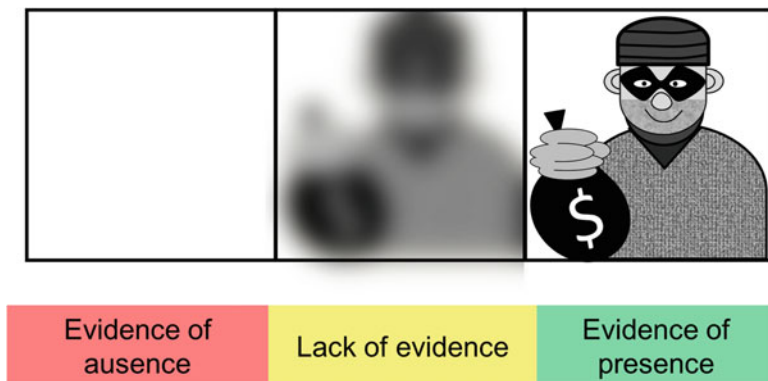 $
Evidence of
ausence
Lack of evidence
Evidence of
presence